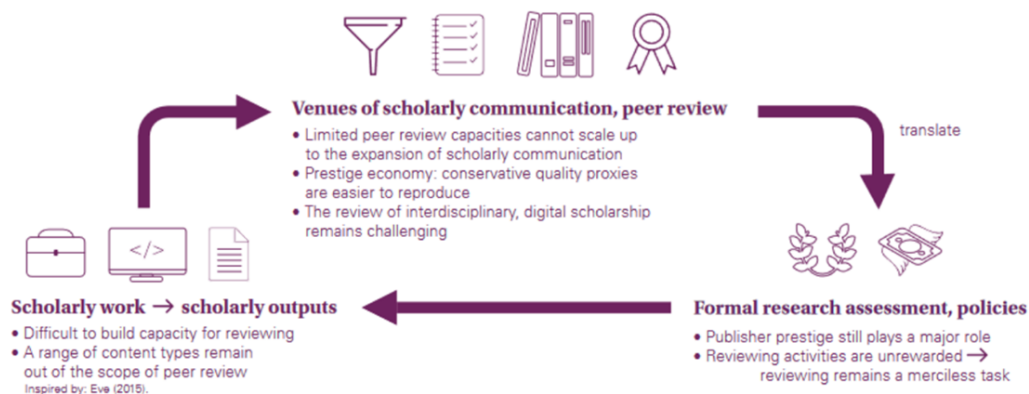 Venues of scholarly communication, peer review
• Limited peer review capacities cannot scale up
to the expansion of scholarly communication
• Prestige economy: conservative quality proxies
are easier to reproduce
• The review of interdisciplinary, digital scholarship
remains challenging
translate
</>
Scholarly work → scholarly outputs
• Difficult to build capacity for reviewing
• A range of content types remain
out of the scope of peer review
Inspired by: Eve (2015).
Formal research assessment, policies
• Publisher prestige still plays a major role
• Reviewing activities are unrewarded →
reviewing remains a merciless task